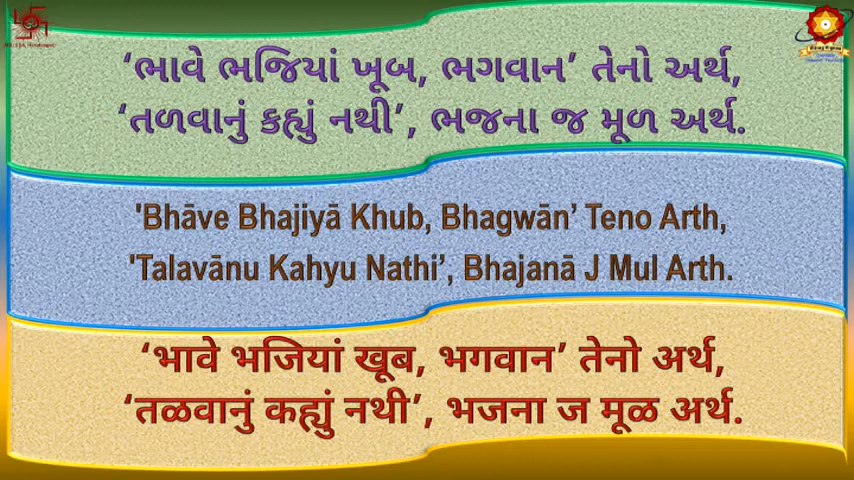 ‘ભાવે ભજિયાં ખૂબ, ભગવાન’ તેનો અર્થ,
‘તળવાનું કહ્યું નથી’, ભજના જ મૂળ અર્થ.
'Bhāve Bhajiyā Khub, Bhagwān’ Teno Arth,
'Talavānu Kahyu Nathi’, Bhajanā J Mul Arth.
‘भावे भजियां खूब, भगवान’ तेनो अर्थ,
‘तळवानुं कह्युं नथी’, भजना ज मूळ अर्थ.